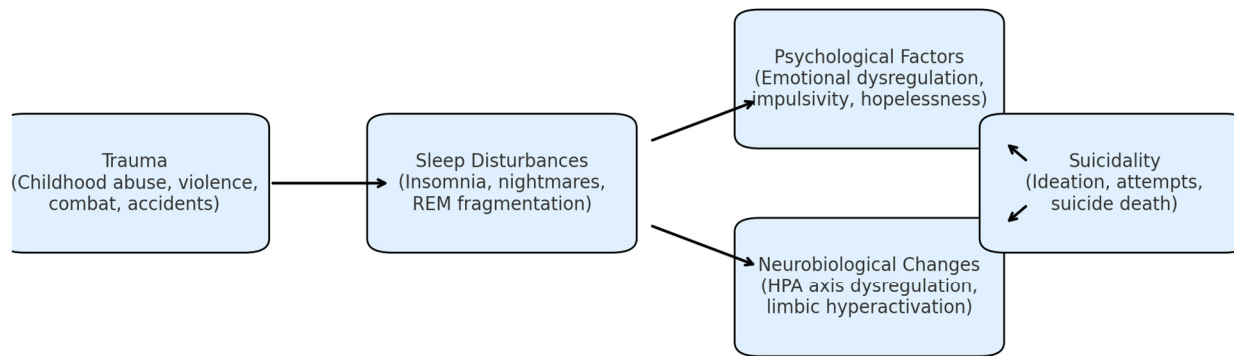 Trauma
(Childhood abuse, violence,
combat, accidents)
Sleep Disturbances
(Insomnia, nightmares,
REM fragmentation)
Psychological Factors
(Emotional dysregulation,
impulsivity, hopelessness)
Neurobiological Changes
(HPA axis dysregulation,
limbic hyperactivation)
Suicidality
(Ideation, attempts,
suicide death)